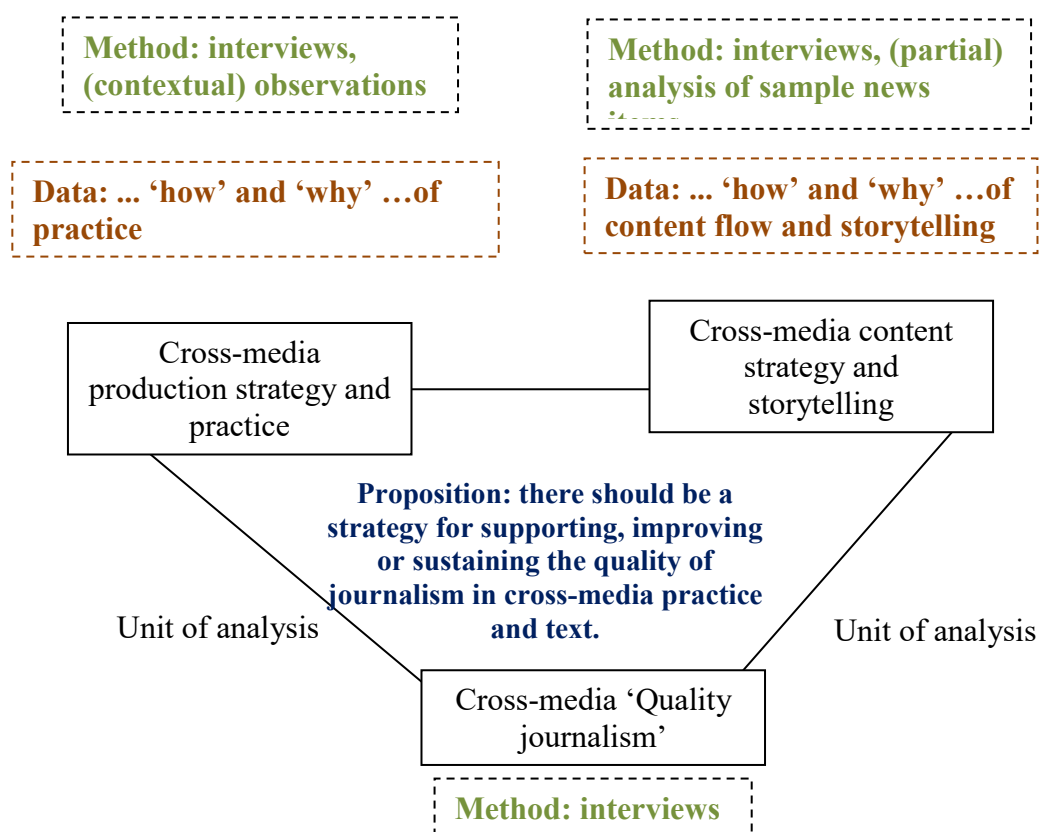 Method: interviews,
(contextual) observations
Method: interviews, (partial)
analysis of sample news
Data: ... ‘how’ and ‘why’ …of
practice
Data: ... ‘how’ and ‘why’ …of
content flow and storytelling
Cross-media
production strategy and
practice
Cross-media content
strategy and
storytelling
Proposition: there should be a
strategy for supporting, improving
or sustaining the quality of
journalism in cross-media practice
and text.
Unit of analysis
Unit of analysis
Cross-media ‘Quality
journalism’
Method: interviews